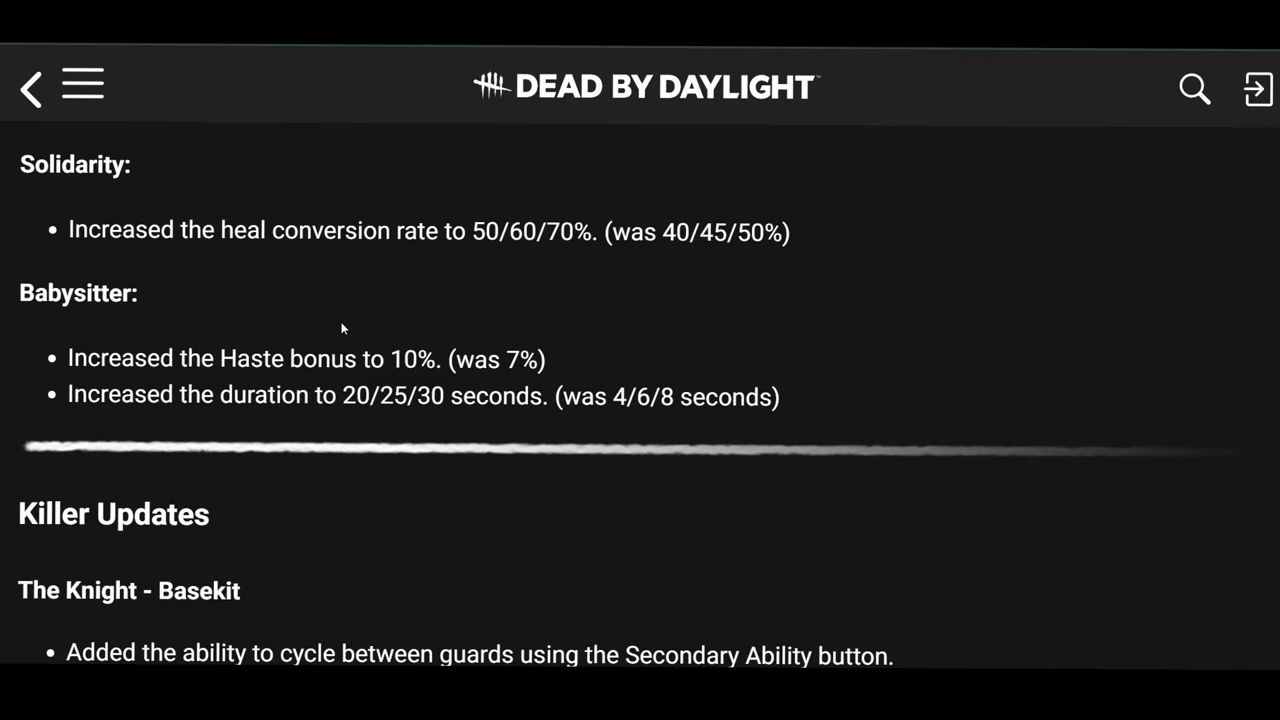 DEAD BY DAYLIGHT™
Solidarity:
• Increased the heal conversion rate to 50/60/70%. (was 40/45/50%)
Babysitter:
• Increased the Haste bonus to 10%. (was 7%)
• Increased the duration to 20/25/30 seconds. (was 4/6/8 seconds)
Killer Updates
The Knight - Basekit
• Added the ability to cycle between guards using the Secondary Ability button.